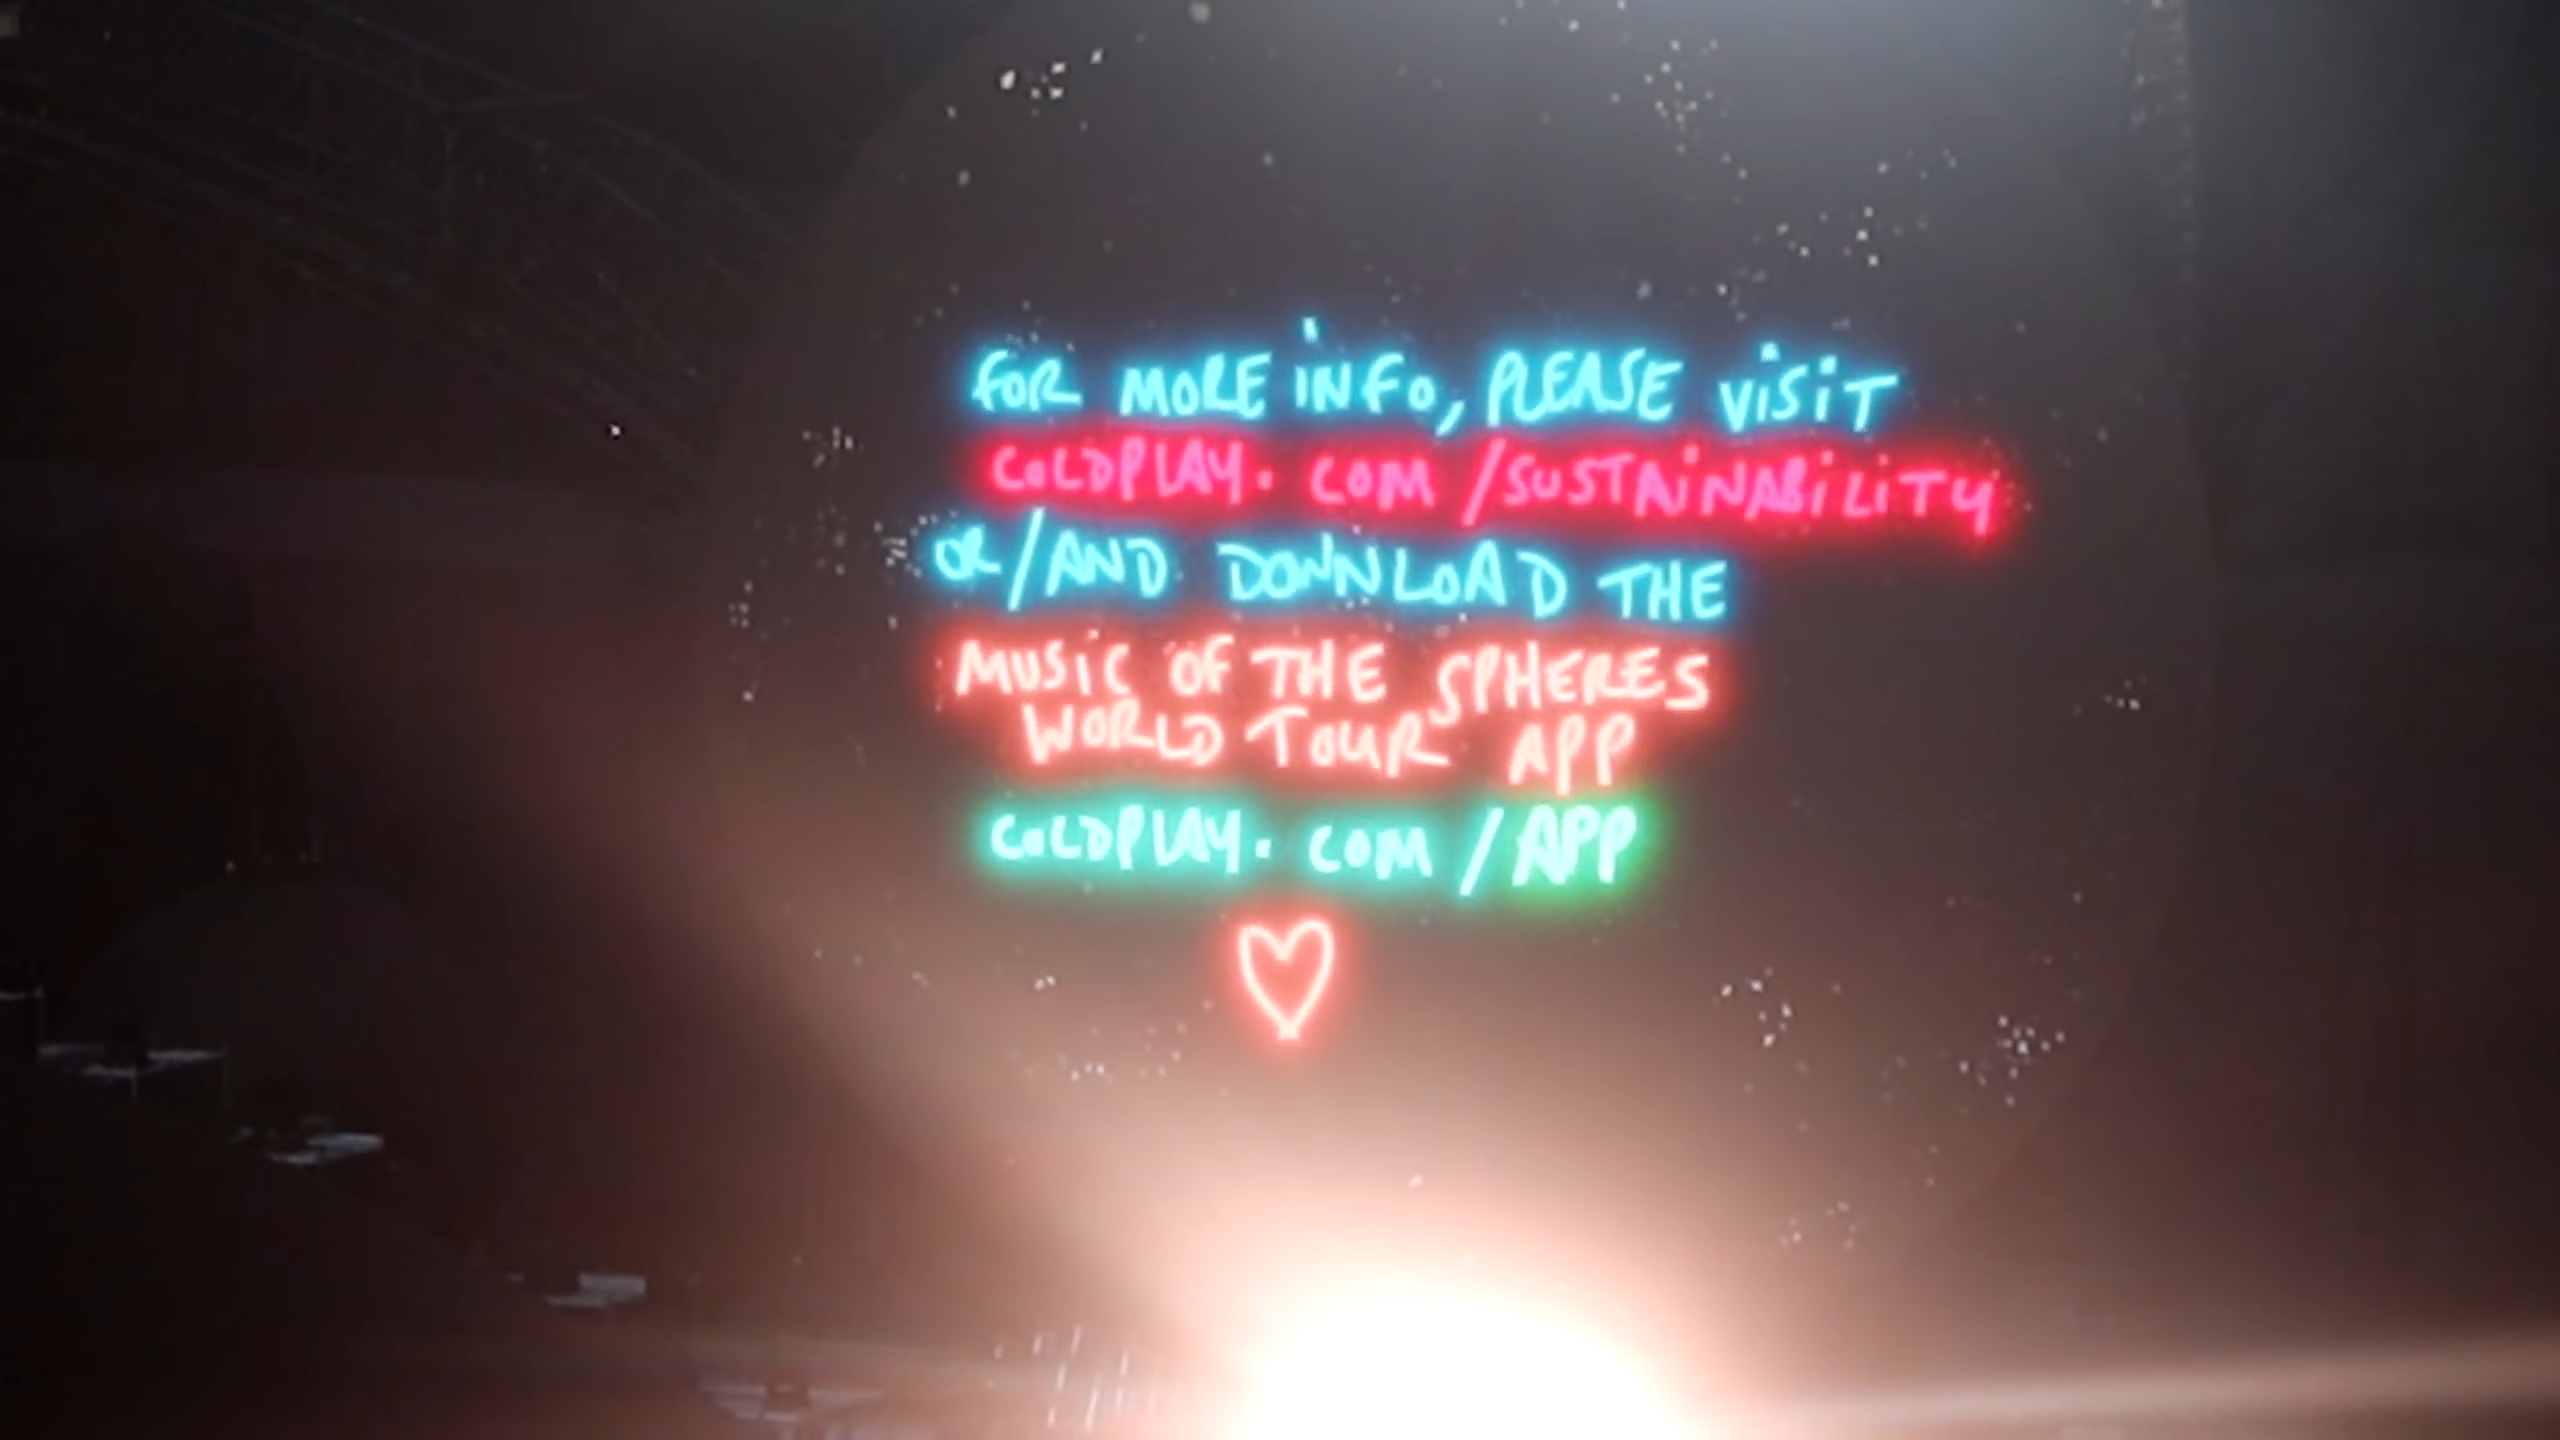 FOR MORE INFO, PLEASE VISIT
COLDPLAY.COM/SUSTAINABILITY
OR/AND DOWNLOAD THE
MUSIC OF THE SPHERES
WORLD TOUR APP
COLDPLAY.COM/APP